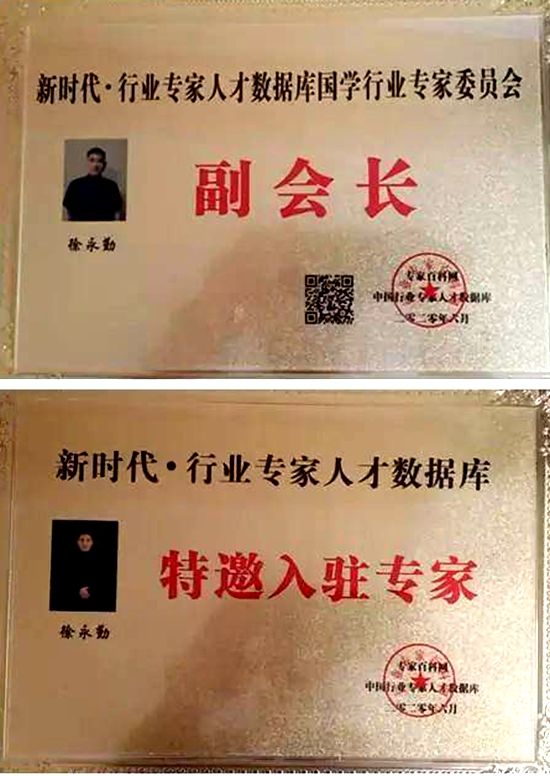 新时代·行业专家人才数据库国学行业专家委员会
副会长
徐永勤
专家百科网
中国行业专家人才数据库
二〇二〇年六月
新时代·行业专家人才数据库
特邀入驻专家
徐永勤
专家百科网
中国行业专家人才数据库
二〇二〇年六月